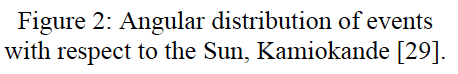 Figure 2: Angular distribution of events
with respect to the Sun, Kamiokande [29].